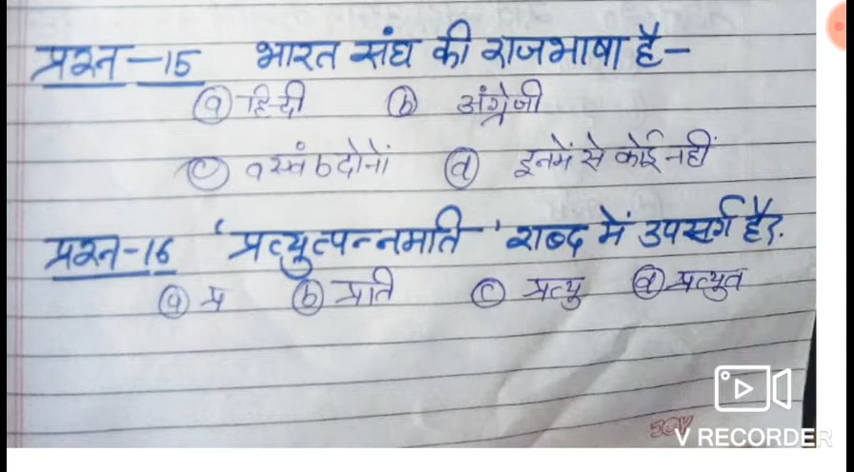 प्रश्न-15 भारत संघ की राजभाषा है-
(a) हिन्दी (b) अंग्रेजी
(c) a एवं b दोनों (d) इनमें से कोई नहीं
प्रश्न-16 'प्रत्युत्पन्नमति' शब्द में उपसर्ग है?.
(a) प्र (b) प्रति (c) प्रत्यु (d) प्रत्युत
V RECORDER